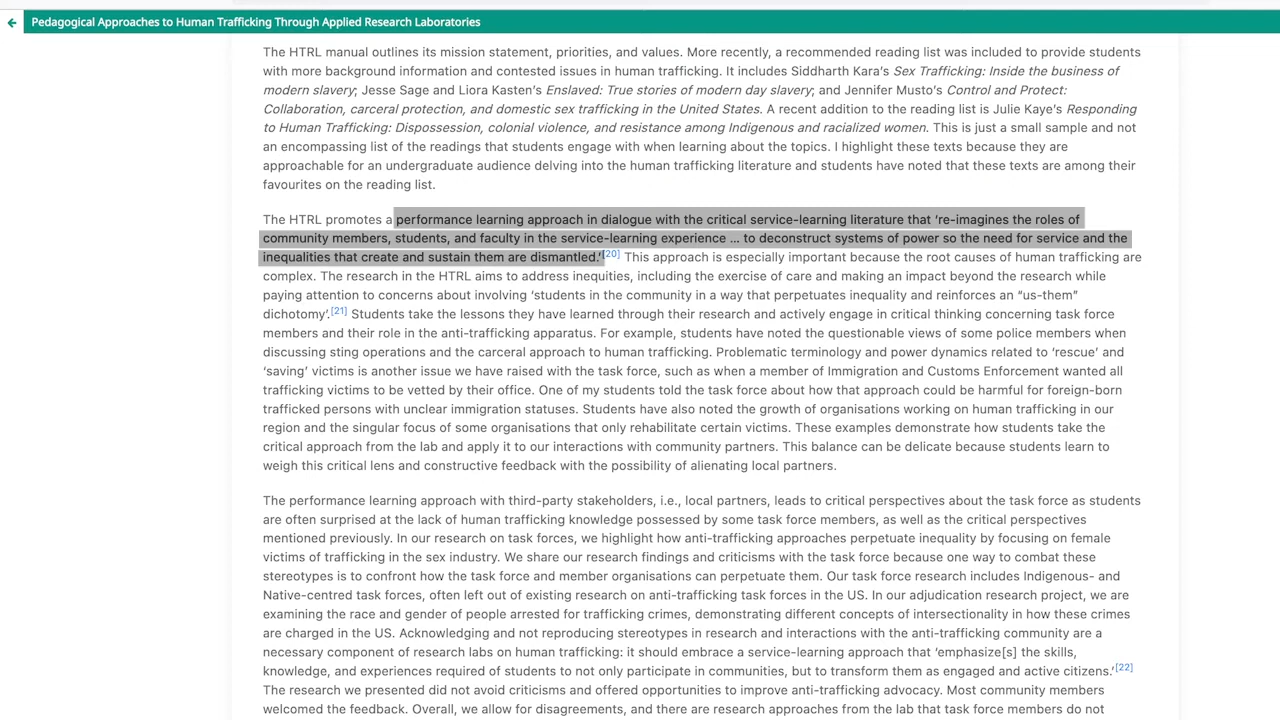 Pedagogical Approaches to Human Trafficking Through Applied Research Laboratories
The HTRL manual outlines its mission statement, priorities, and values. More recently, a recommended reading list was included to provide students
with more background information and contested issues in human trafficking. It includes Siddharth Kara’s Sex Trafficking: Inside the business of
modern slavery; Jesse Sage and Liora Kasten’s Enslaved: True stories of modern day slavery; and Jennifer Musto’s Control and Protect:
Collaboration, carceral protection, and domestic sex trafficking in the United States. A recent addition to the reading list is Julie Kaye’s Responding
to Human Trafficking: Dispossession, colonial violence, and resistance among Indigenous and racialized women. This is just a small sample and not
an encompassing list of the readings that students engage with when learning about the topics. I highlight these texts because they are
approachable for an undergraduate audience delving into the human trafficking literature and students have noted that these texts are among their
favourites on the reading list.
The HTRL promotes a performance learning approach in dialogue with the critical service-learning literature that ‘re-imagines the roles of
community members, students, and faculty in the service-learning experience … to deconstruct systems of power so the need for service and the
inequalities that create and sustain them are dismantled.’[20] This approach is especially important because the root causes of human trafficking are
complex. The research in the HTRL aims to address inequities, including the exercise of care and making an impact beyond the research while
paying attention to concerns about involving ‘students in the community in a way that perpetuates inequality and reinforces an “us-them”
dichotomy’.[21] Students take the lessons they have learned through their research and actively engage in critical thinking concerning task force
members and their role in the anti-trafficking apparatus. For example, students have noted the questionable views of some police members when
discussing sting operations and the carceral approach to human trafficking. Problematic terminology and power dynamics related to ‘rescue’ and
‘saving’ victims is another issue we have raised with the task force, such as when a member of Immigration and Customs Enforcement wanted all
trafficking victims to be vetted by their office. One of my students told the task force about how that approach could be harmful for foreign-born
trafficked persons with unclear immigration statuses. Students have also noted the growth of organisations working on human trafficking in our
region and the singular focus of some organisations that only rehabilitate certain victims. These examples demonstrate how students take the
critical approach from the lab and apply it to our interactions with community partners. This balance can be delicate because students learn to
weigh this critical lens and constructive feedback with the possibility of alienating local partners.
The performance learning approach with third-party stakeholders, i.e., local partners, leads to critical perspectives about the task force as students
are often surprised at the lack of human trafficking knowledge possessed by some task force members, as well as the critical perspectives
mentioned previously. In our research on task forces, we highlight how anti-trafficking approaches perpetuate inequality by focusing on female
victims of trafficking in the sex industry. We share our research findings and criticisms with the task force because one way to combat these
stereotypes is to confront how the task force and member organisations can perpetuate them. Our task force research includes Indigenous- and
Native-centred task forces, often left out of existing research on anti-trafficking task forces in the US. In our adjudication research project, we are
examining the race and gender of people arrested for trafficking crimes, demonstrating different concepts of intersectionality in how these crimes
are charged in the US. Acknowledging and not reproducing stereotypes in research and interactions with the anti-trafficking community are a
necessary component of research labs on human trafficking: it should embrace a service-learning approach that ‘emphasize[s] the skills,
knowledge, and experiences required of students to not only participate in communities, but to transform them as engaged and active citizens.’[22]
The research we presented did not avoid criticisms and offered opportunities to improve anti-trafficking advocacy. Most community members
welcomed the feedback. Overall, we allow for disagreements, and there are research approaches from the lab that task force members do not